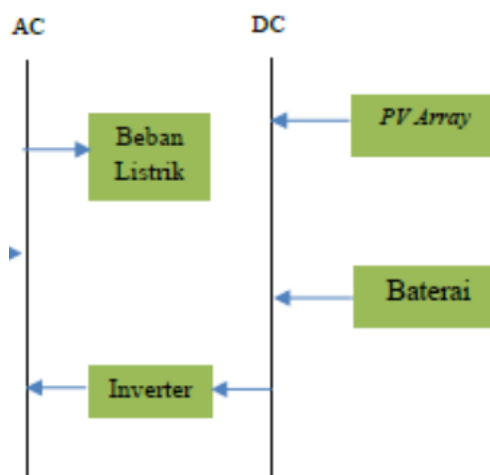 AC
DC
Beban
Listrik
PV Array
Baterai
Inverter